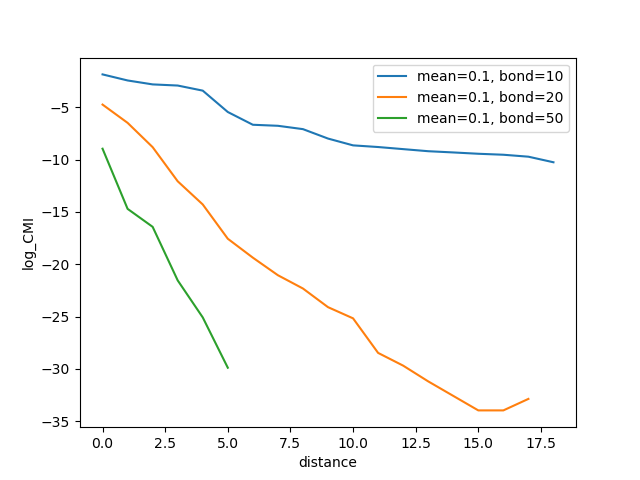 mean=0.1, bond=10
mean=0.1, bond=20
mean=0.1, bond=50
log_CMI
−5
−10
−15
−20
−25
−30
−35
0.0 2.5 5.0 7.5 10.0 12.5 15.0 17.5
distance